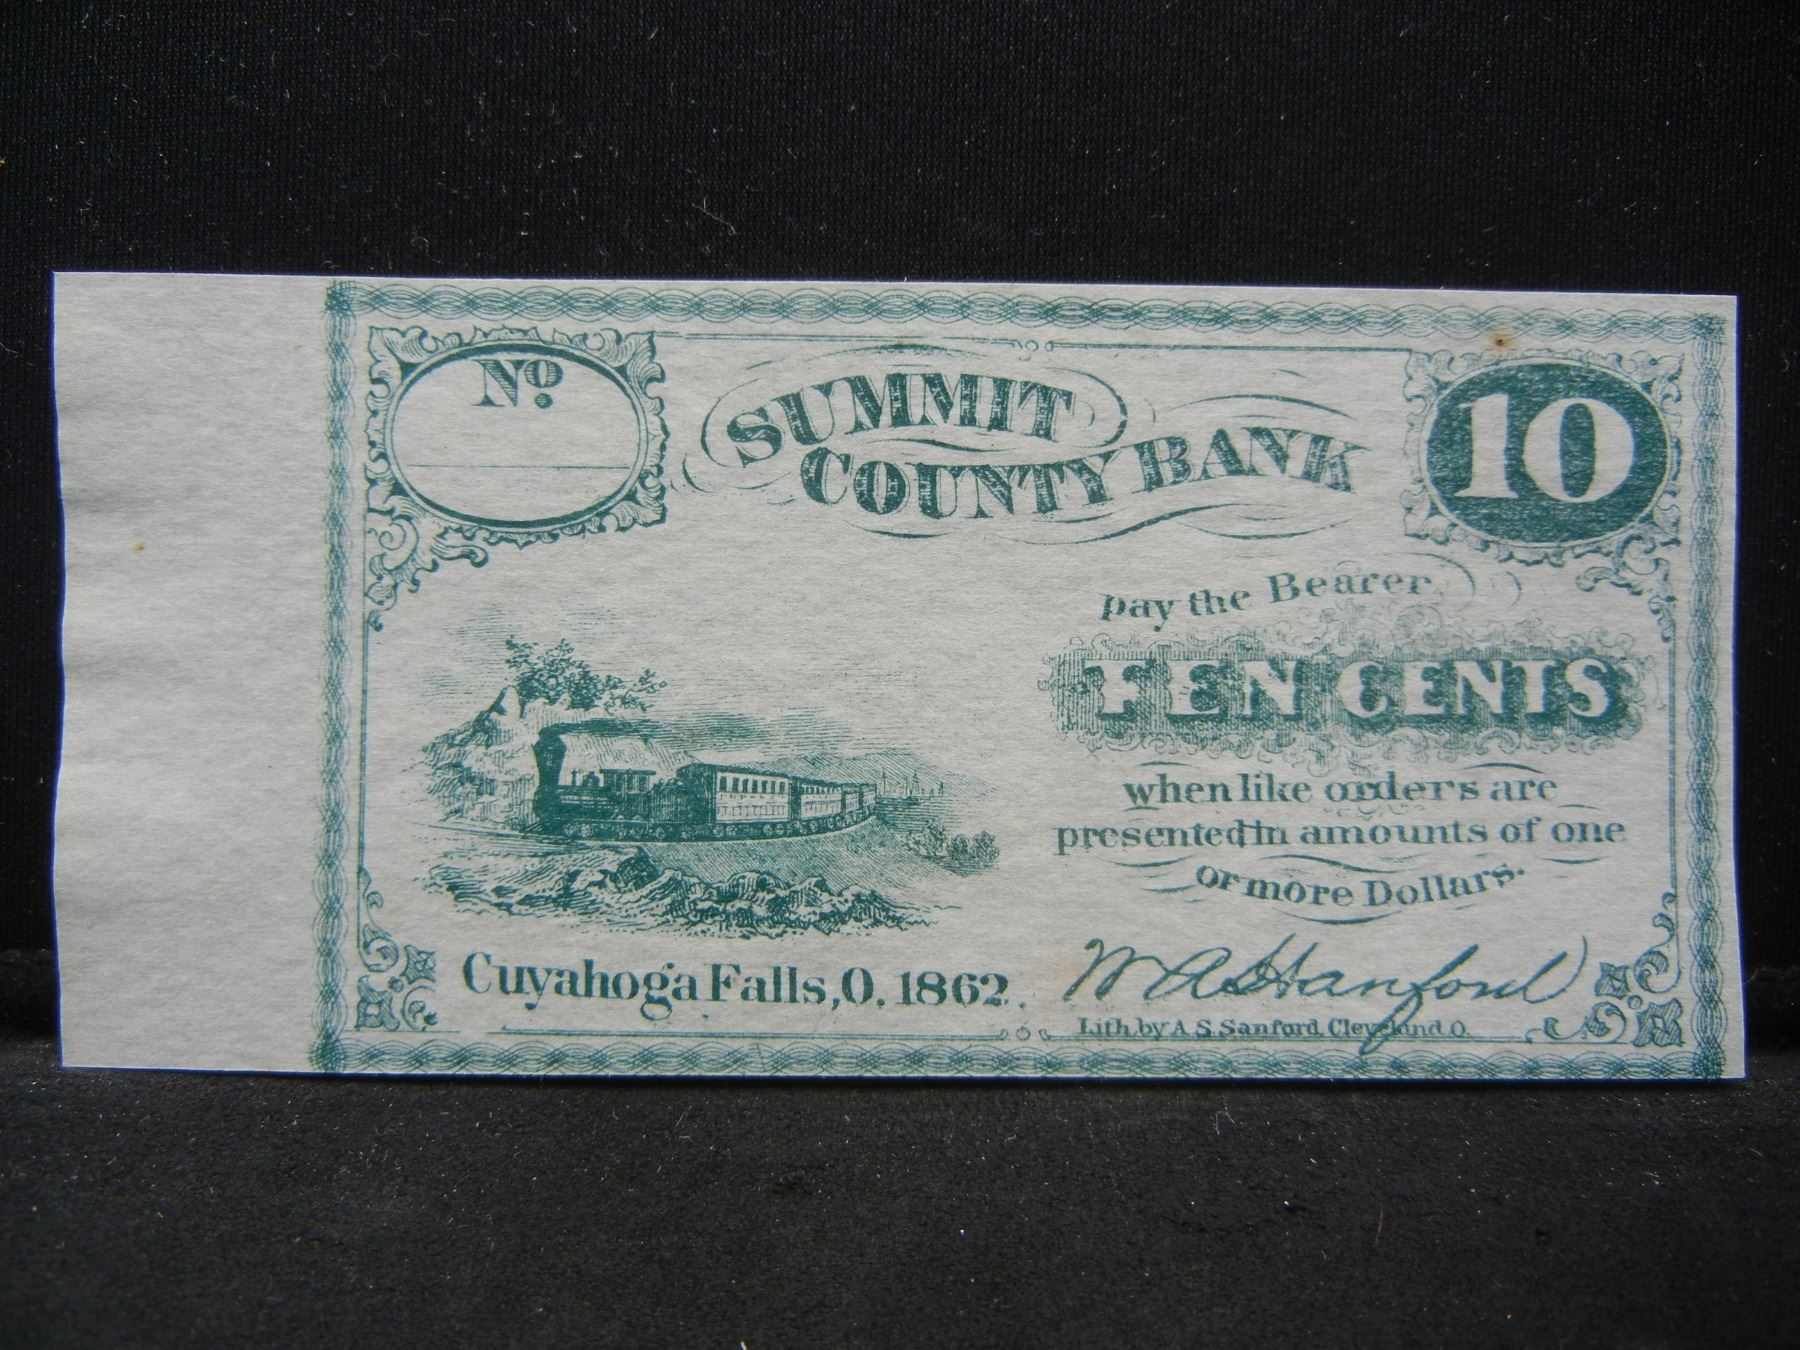 No.
SUMMIT
COUNTY BANK
10
pay the Bearer
TEN CENTS
when like orders are
presented in amounts of one
or more Dollars.
Cuyahoga Falls, O. 1862.
W A Hanford
Lith. by A. S. Sanford, Cleveland. O.